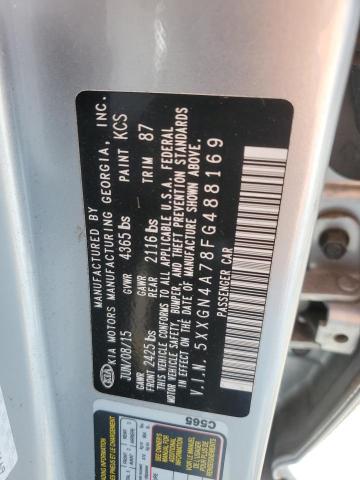 MANUFACTURED BY
KIA MOTORS MANUFACTURING GEORGIA, INC.
KIA
JUN/08/15 GVWR 4365 lbs PAINT KCS
GAWR FRONT 2425 lbs GAWR REAR 2116 lbs TRIM 87
THIS VEHICLE CONFORMS TO ALL APPLICABLE U.S.A. FEDERAL
MOTOR VEHICLE SAFETY, BUMPER, AND THEFT PREVENTION STANDARDS
IN EFFECT ON THE DATE OF MANUFACTURE SHOWN ABOVE.
V.I.N. 5XXGN4A78FG488169
PASSENGER CAR
C565